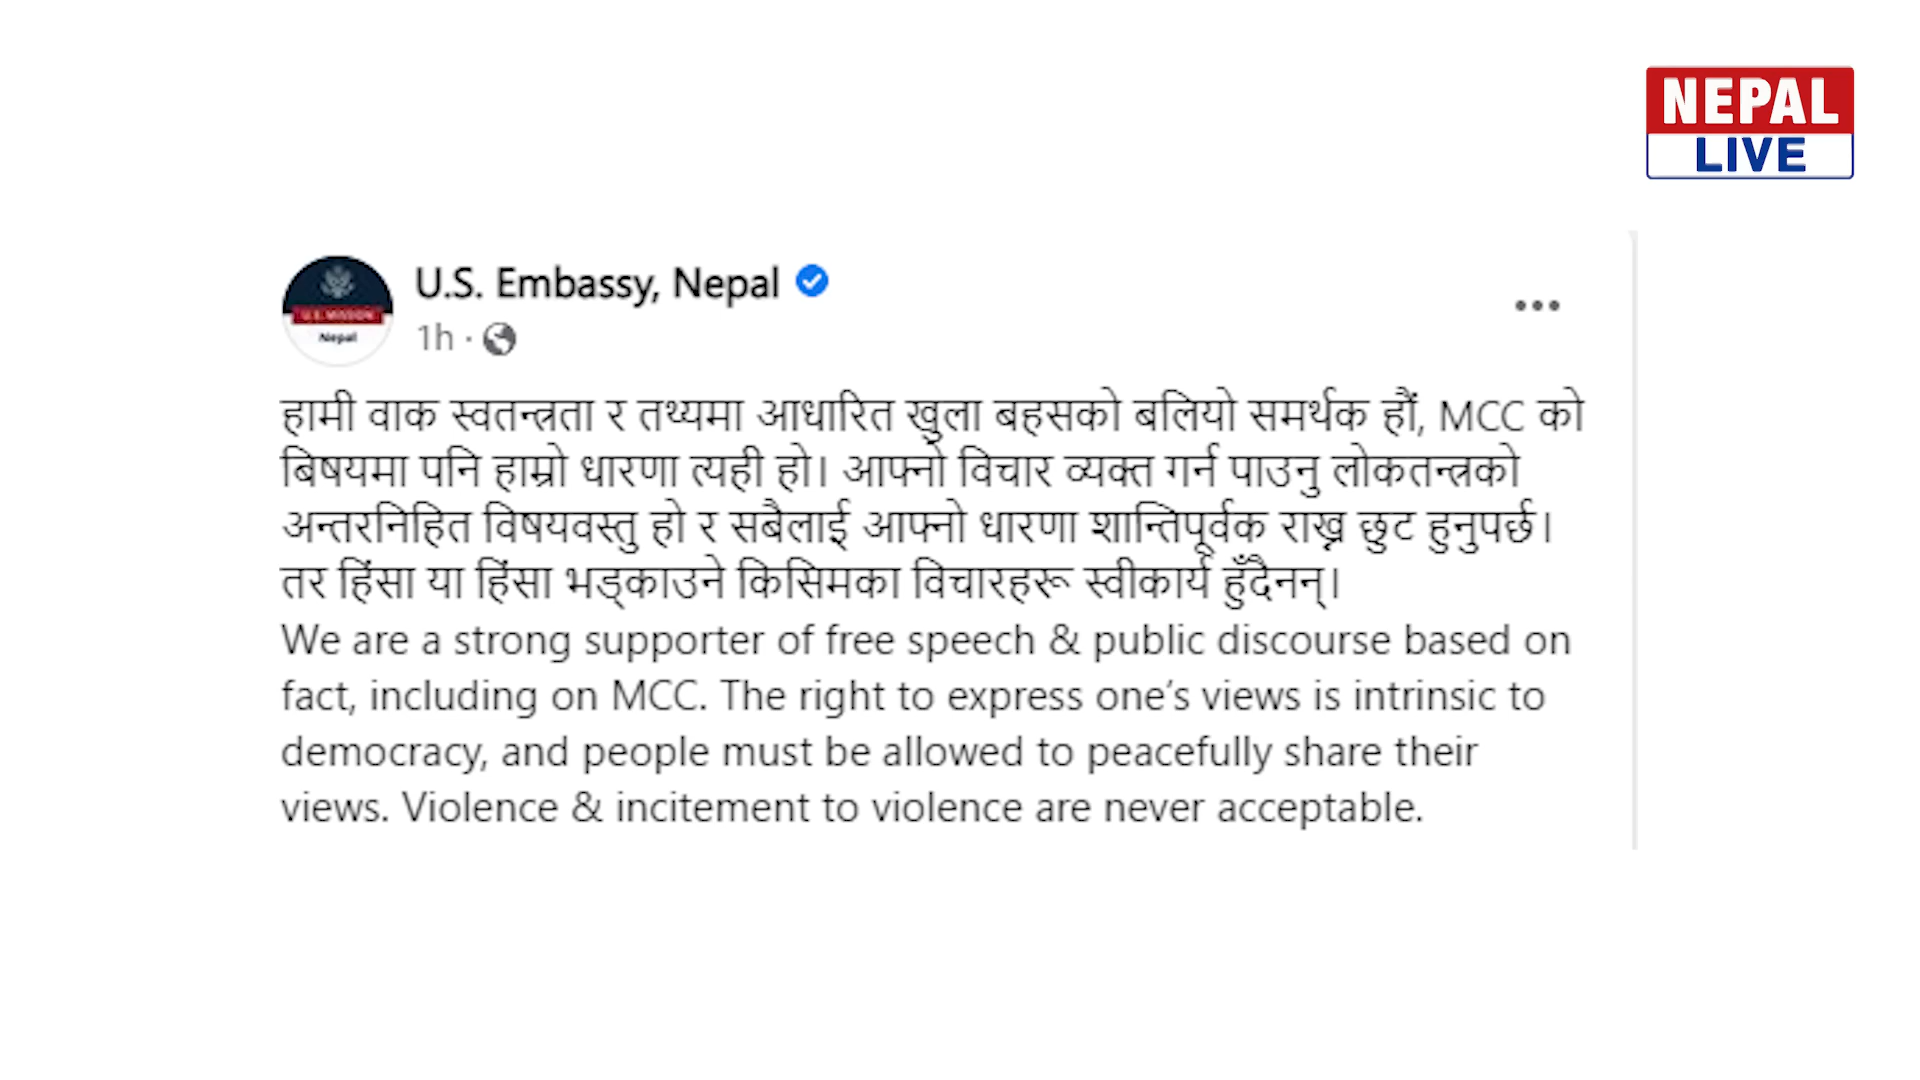 NEPAL
LIVE
U.S. Embassy, Nepal
1h ·
U.S. MISSION
Nepal
हामी वाक स्वतन्त्रता र तथ्यमा आधारित खुला बहसको बलियो समर्थक हौं, MCC को
बिषयमा पनि हाम्रो धारणा त्यही हो। आफ्नो विचार व्यक्त गर्न पाउनु लोकतन्त्रको
अन्तरनिहित विषयवस्तु हो र सबैलाई आफ्नो धारणा शान्तिपूर्वक राख्न छुट हुनुपर्छ।
तर हिंसा या हिंसा भड्काउने किसिमका विचारहरू स्वीकार्य हुँदैनन्।
We are a strong supporter of free speech & public discourse based on
fact, including on MCC. The right to express one’s views is intrinsic to
democracy, and people must be allowed to peacefully share their
views. Violence & incitement to violence are never acceptable.